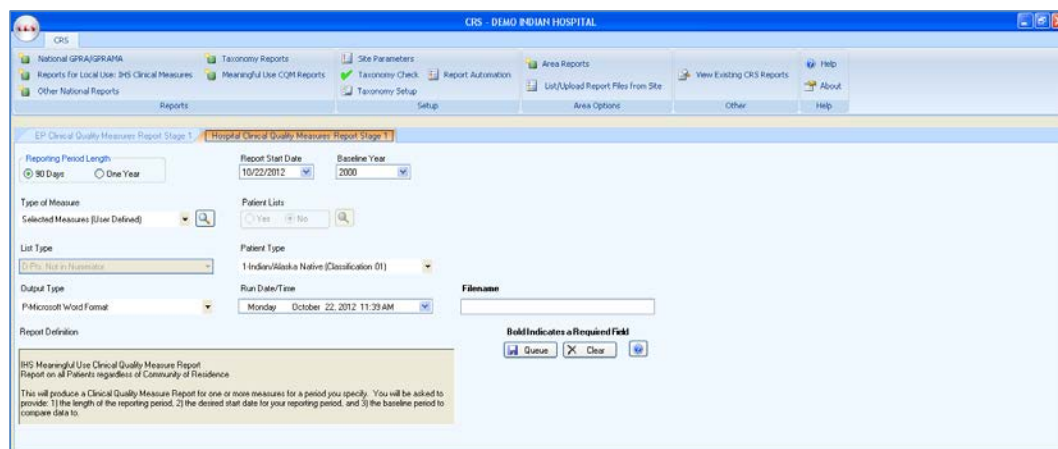 CRS - DEMO INDIAN HOSPITAL
CRS
National GPRA/GPRAMA
Reports for Local Use: IHS Clinical Measures
Other National Reports
Taxonomy Reports
Meaningful Use CQM Reports
Reports
Site Parameters
Taxonomy Check
Report Automation
Taxonomy Setup
Setup
Area Reports
List/Upload Report Files from Site
Area Options
View Existing CRS Reports
Other
Help
About
Help
EP Clinical Quality Measures Report Stage 1
Hospital Clinical Quality Measures Report Stage 1
Reporting Period Length
90 Days
One Year
Report Start Date
10/22/2012
Baseline Year
2000
Type of Measure
Selected Measures (User Defined)
Patient Lists
Yes
No
List Type
D-Pts. Not in Numerator
Patient Type
1-Indian/Alaska Native (Classification 01)
Output Type
P-Microsoft Word Format
Run Date/Time
Monday October 22, 2012 11:39 AM
Filename
Report Definition
Bold Indicates a Required Field
Queue
Clear
IHS Meaningful Use Clinical Quality Measure Report
Report on all Patients regardless of Community of Residence
This will produce a Clinical Quality Measure Report for one or more measures for a period you specify. You will be asked to
provide: 1) the length of the reporting period, 2) the desired start date for your reporting period, and 3) the baseline period to
compare data to.